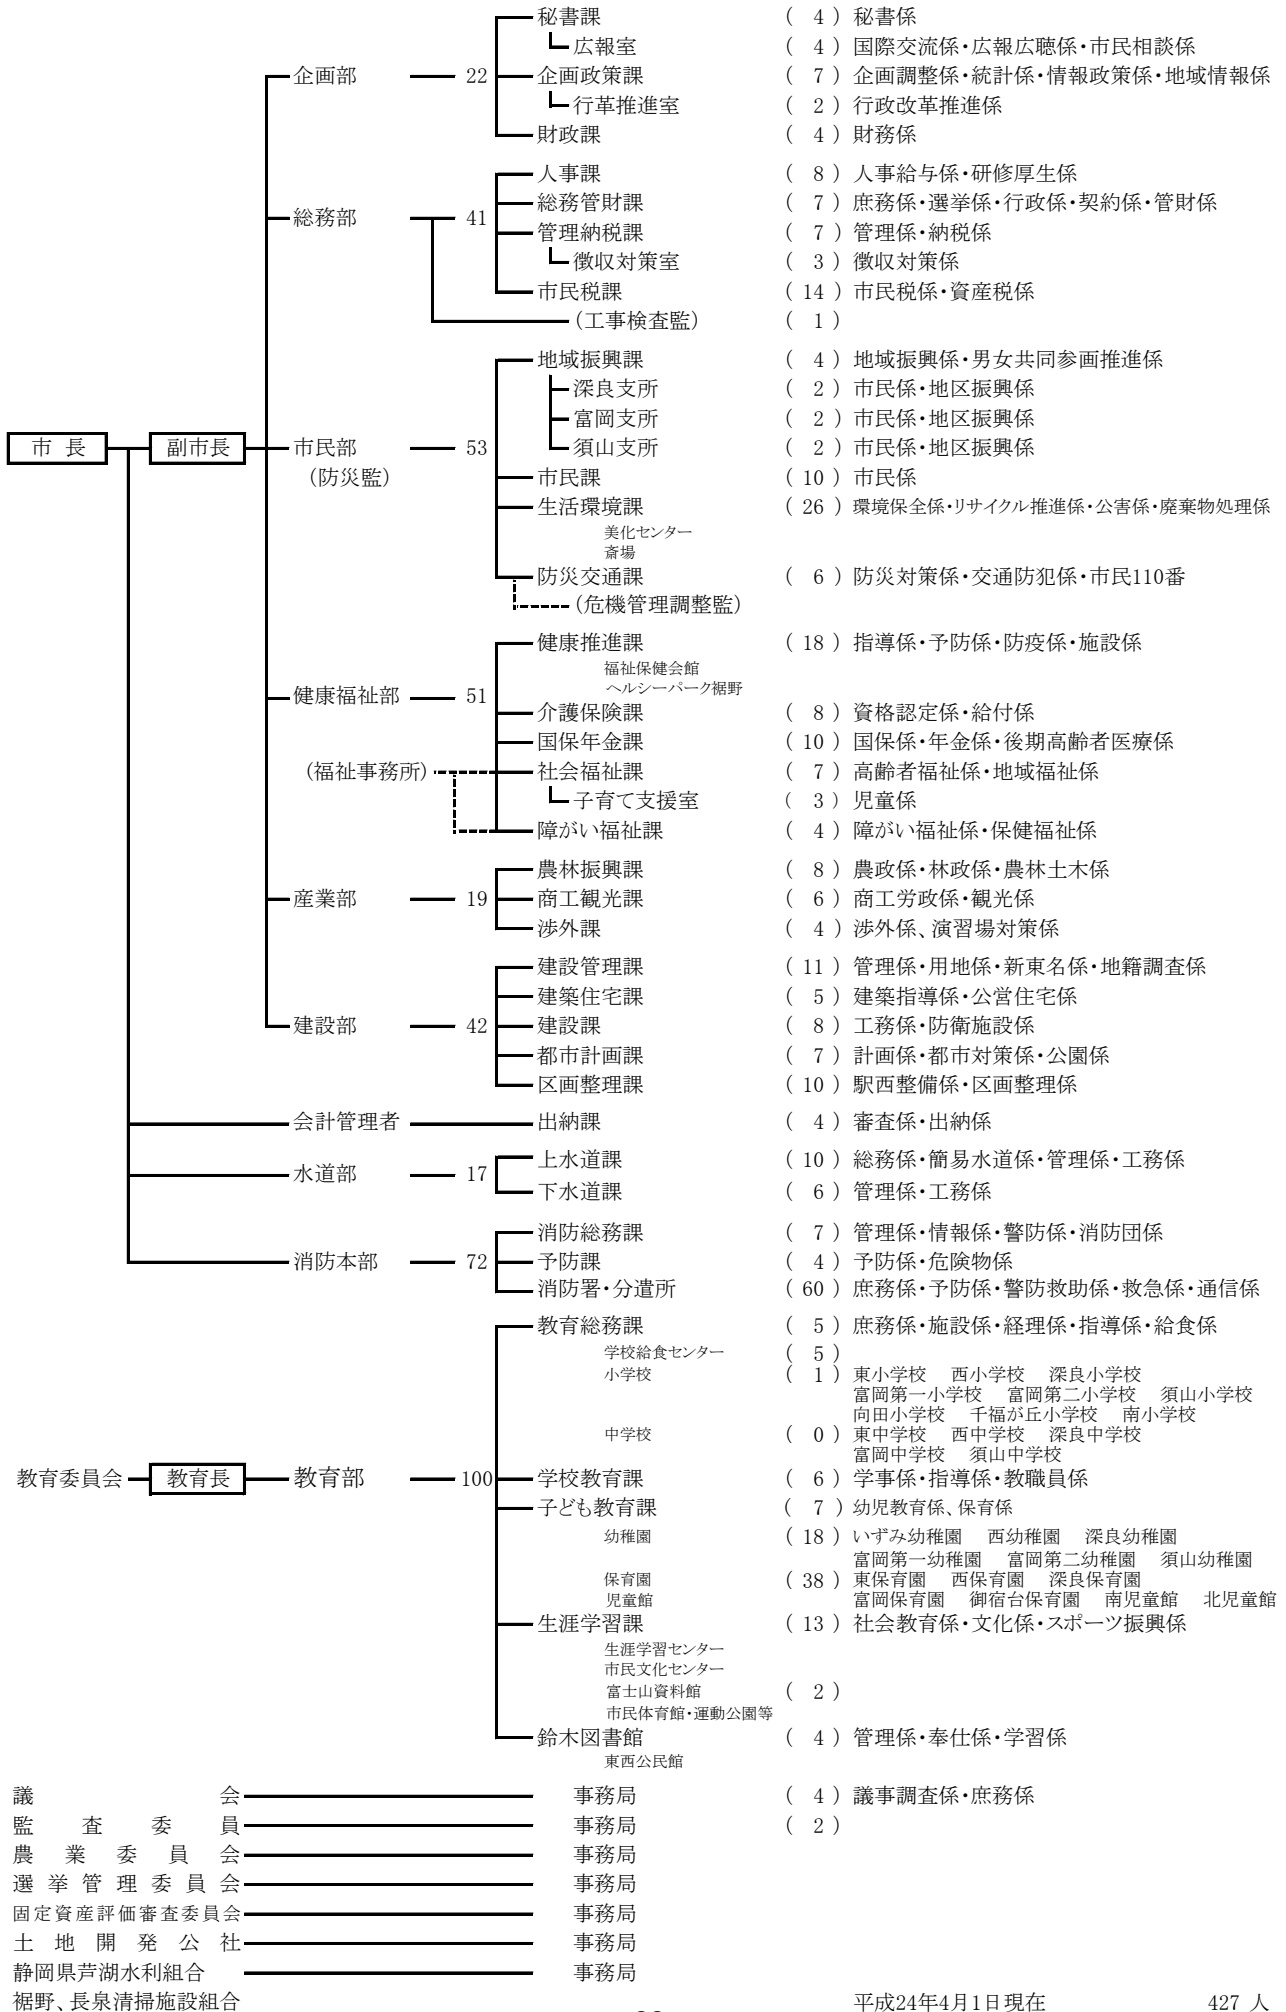 秘書課 ( 4 ) 秘書係
広報室 ( 4 ) 国際交流係・広報広聴係・市民相談係
企画部 22 企画政策課 ( 7 ) 企画調整係・統計係・情報政策係・地域情報係
行革推進室 ( 2 ) 行政改革推進係
財政課 ( 4 ) 財務係
人事課 ( 8 ) 人事給与係・研修厚生係
総務管財課 ( 7 ) 庶務係・選挙係・行政係・契約係・管財係
総務部 41
管理納税課 ( 7 ) 管理係・納税係
徴収対策室 ( 3 ) 徴収対策係
市民税課 ( 14 ) 市民税係・資産税係
(工事検査監) ( 1 )
地域振興課 ( 4 ) 地域振興係・男女共同参画推進係
深良支所 ( 2 ) 市民係・地区振興係
富岡支所 ( 2 ) 市民係・地区振興係
市長 副市長 市民部 53 須山支所 ( 2 ) 市民係・地区振興係
(防災監) 市民課 ( 10 ) 市民係
生活環境課 ( 26 ) 環境保全係・リサイクル推進係・公害係・廃棄物処理係
美化センター
斎場
防災交通課 ( 6 ) 防災対策係・交通防犯係・市民110番
(危機管理調整監)
健康推進課 ( 18 ) 指導係・予防係・防疫係・施設係
福祉保健会館
ヘルシーパーク裾野
健康福祉部 51
介護保険課 ( 8 ) 資格認定係・給付係
国保年金課 ( 10 ) 国保係・年金係・後期高齢者医療係
(福祉事務所) 社会福祉課 ( 7 ) 高齢者福祉係・地域福祉係
子育て支援室 ( 3 ) 児童係
障がい福祉課 ( 4 ) 障がい福祉係・保健福祉係
農林振興課 ( 8 ) 農政係・林政係・農林土木係
産業部 19 商工観光課 ( 6 ) 商工労政係・観光係
渉外課 ( 4 ) 渉外係、演習場対策係
建設管理課 ( 11 ) 管理係・用地係・新東名係・地籍調査係
建築住宅課 ( 5 ) 建築指導係・公営住宅係
建設部 42 建設課 ( 8 ) 工務係・防衛施設係
都市計画課 ( 7 ) 計画係・都市対策係・公園係
区画整理課 ( 10 ) 駅西整備係・区画整理係
会計管理者 出納課 ( 4 ) 審査係・出納係
上水道課 ( 10 ) 総務係・簡易水道係・管理係・工務係
水道部 17
下水道課 ( 6 ) 管理係・工務係
消防総務課 ( 7 ) 管理係・情報係・警防係・消防団係
消防本部 72 予防課 ( 4 ) 予防係・危険物係
消防署・分遣所 ( 60 ) 庶務係・予防係・警防救助係・救急係・通信係
教育総務課 ( 5 ) 庶務係・施設係・経理係・指導係・給食係
学校給食センター ( 5 )
小学校 ( 1 ) 東小学校 西小学校 深良小学校
富岡第一小学校 富岡第二小学校 須山小学校
向田小学校 千福が丘小学校 南小学校
中学校 ( 0 ) 東中学校 西中学校 深良中学校
富岡中学校 須山中学校
教育委員会 教育長 教育部 100 学校教育課 ( 6 ) 学事係・指導係・教職員係
子ども教育課 ( 7 ) 幼児教育係、保育係
幼稚園 ( 18 ) いずみ幼稚園 西幼稚園 深良幼稚園
富岡第一幼稚園 富岡第二幼稚園 須山幼稚園
保育園 ( 38 ) 東保育園 西保育園 深良保育園
児童館 富岡保育園 御宿台保育園 南児童館 北児童館
生涯学習課 ( 13 ) 社会教育係・文化係・スポーツ振興係
生涯学習センター
市民文化センター
富士山資料館 ( 2 )
市民体育館・運動公園等
鈴木図書館 ( 4 ) 管理係・奉仕係・学習係
東西公民館
議会 事務局 ( 4 ) 議事調査係・庶務係
監査委員 事務局 ( 2 )
農業委員会 事務局
選挙管理委員会 事務局
固定資産評価審査委員会 事務局
土地開発公社 事務局
静岡県芦湖水利組合 事務局
裾野、長泉清掃施設組合 平成24年4月1日現在 427 人